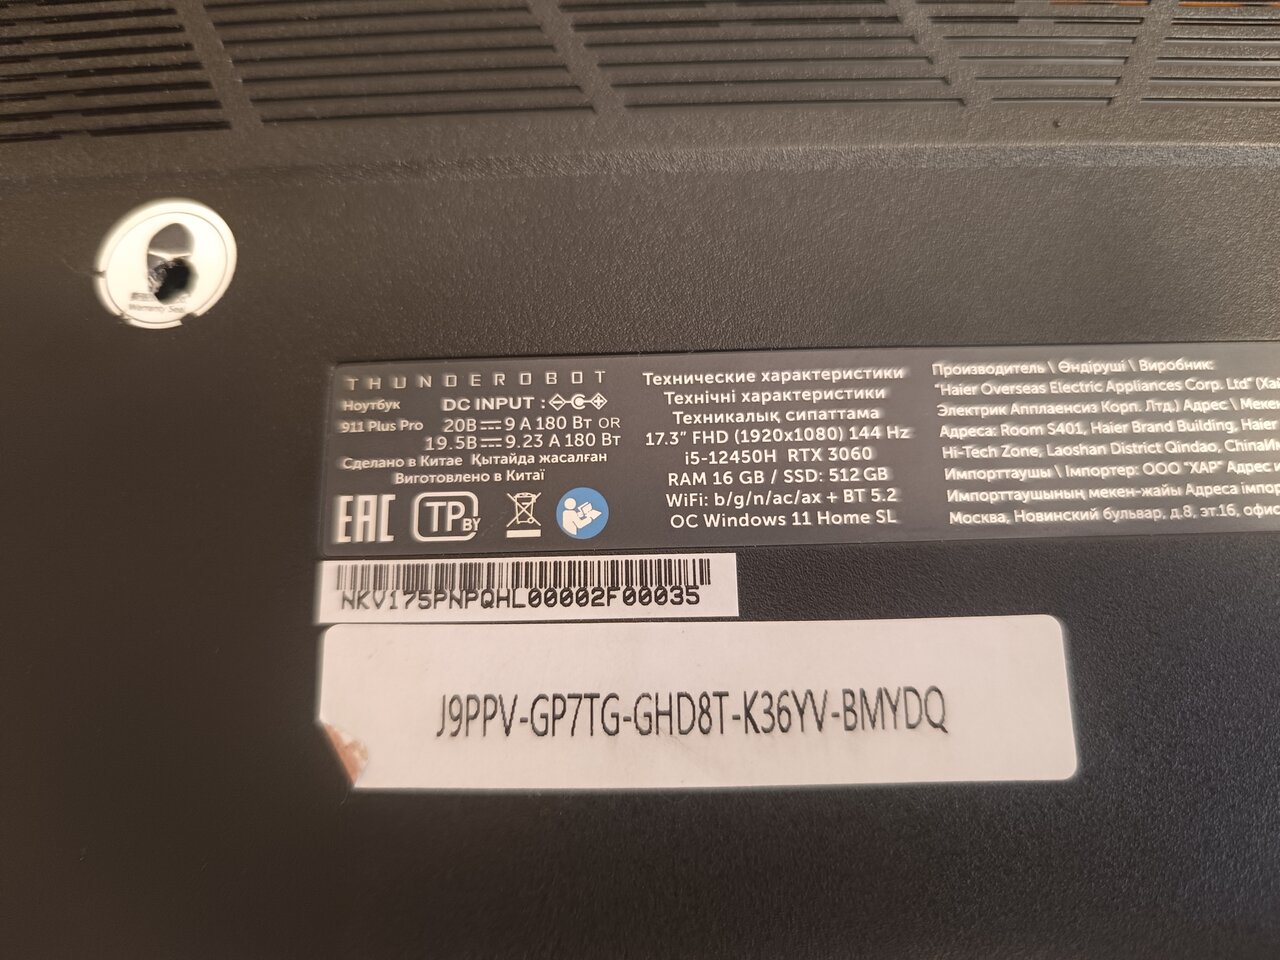 Warranty Seal
THUNDEROBOT
Ноутбук DC INPUT :
911 Plus Pro 20В 9 А 180 Вт OR
19.5В 9.23 А 180 Вт
Сделано в Китае Қытайда жасалған
Виготовлено в Китаї
EAC TP BY
Технические характеристики
Технічні характеристики
Техникалық сипаттама
17.3" FHD (1920x1080) 144 Hz
i5-12450H RTX 3060
RAM 16 GB / SSD: 512 GB
WiFi: b/g/n/ac/ax + BT 5.2
ОС Windows 11 Home SL
Производитель \ Өндіруші \ Виробник:
"Haier Overseas Electric Appliances Corp. Ltd" (Хай
Электрик Апплаенсиз Корп. Лтд.) Адрес \ Мекен
Адреса: Room S401, Haier Brand Building, Haier
Hi-Tech Zone, Laoshan District Qindao, China
Импорттаушы \ Імпортер: ООО "ХАР" Адрес и
Импорттаушының мекен-жайы Адреса імпор
Москва, Новинский бульвар, д.8, эт.16, офис
NKV175PNPQHL00002F00035
J9PPV-GP7TG-GHD8T-K36YV-BMYDQ